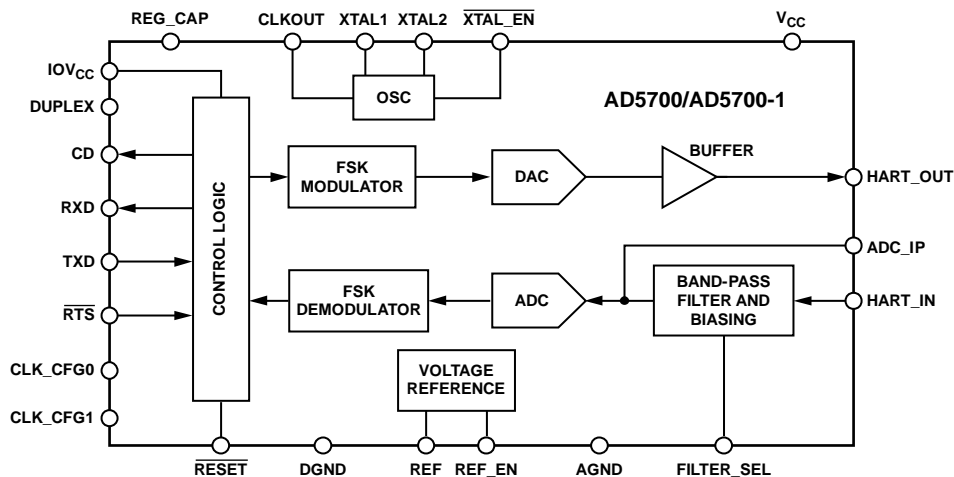 REG_CAP
CLKOUT
XTAL1
XTAL2
XTAL_EN
VCC
IOVCC
DUPLEX
CD
RXD
TXD
RTS
CLK_CFG0
CLK_CFG1
OSC
AD5700/AD5700-1
CONTROL LOGIC
FSK
MODULATOR
DAC
BUFFER
HART_OUT
ADC_IP
FSK
DEMODULATOR
ADC
BAND-PASS
FILTER AND
BIASING
HART_IN
VOLTAGE
REFERENCE
RESET
DGND
REF
REF_EN
AGND
FILTER_SEL